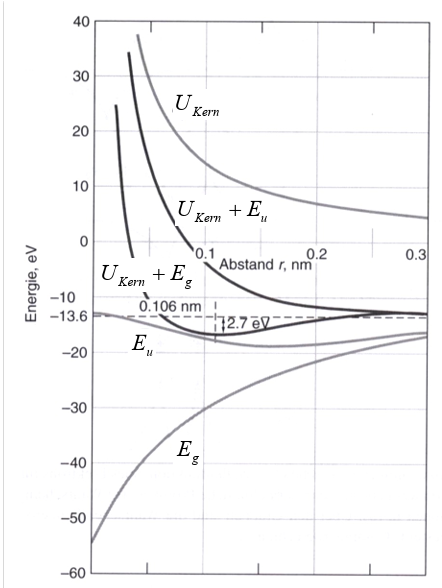 40
30
U_Kern
20
10
U_Kern + E_u
0
0.1
0.2
0.3
Abstand r, nm
U_Kern + E_g
Energie, eV
−10
0.106 nm
−13.6
2.7 eV
E_u
−20
−30
E_g
−40
−50
−60